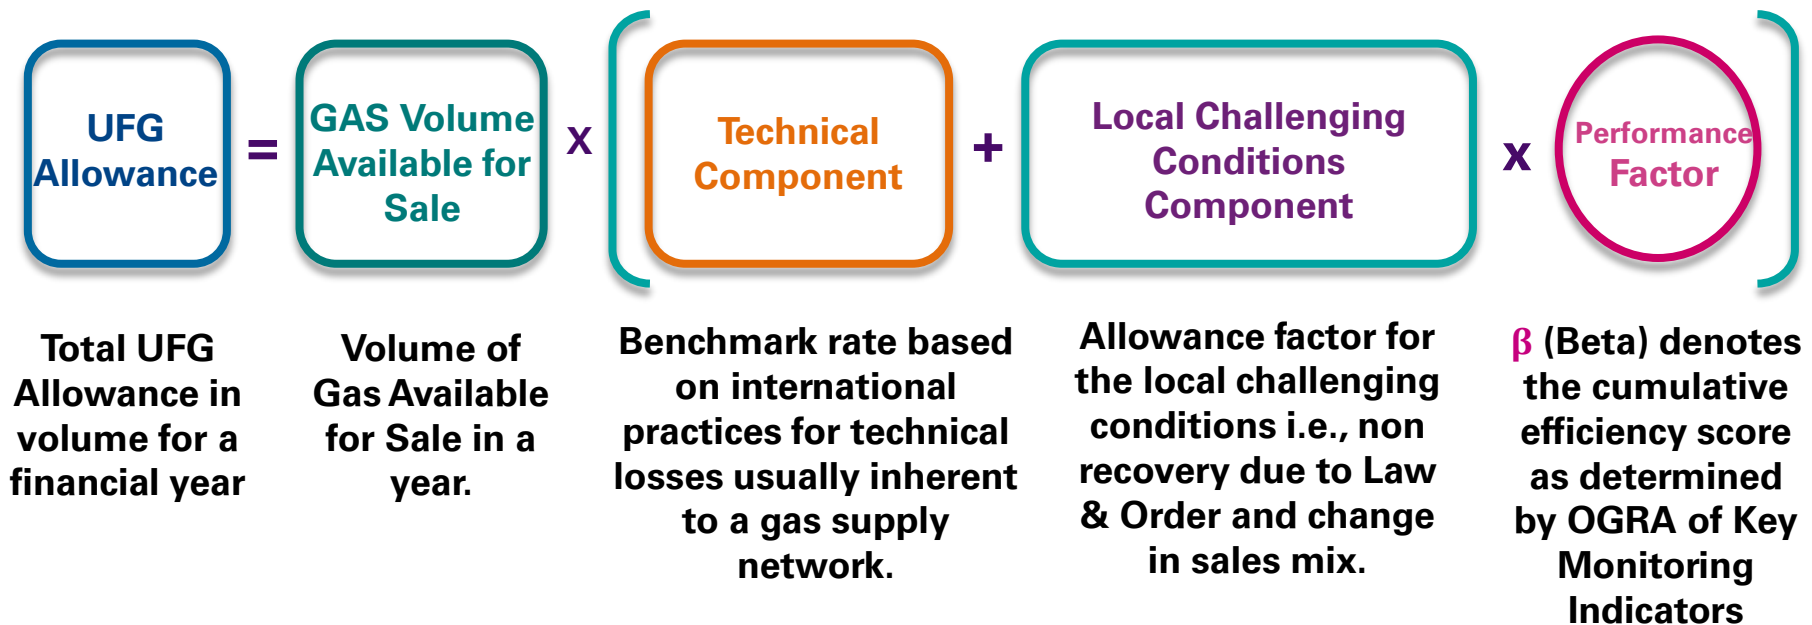 UFG
Allowance
=
GAS Volume
Available for
Sale
X
Technical
Component
+
Local Challenging
Conditions
Component
x
Performance
Factor
Total UFG
Allowance in
volume for a
financial year
Volume of
Gas Available
for Sale in a
year.
Benchmark rate based
on international
practices for technical
losses usually inherent
to a gas supply
network.
Allowance factor for
the local challenging
conditions i.e., non
recovery due to Law
& Order and change
in sales mix.
β (Beta) denotes
the cumulative
efficiency score
as determined
by OGRA of Key
Monitoring
Indicators